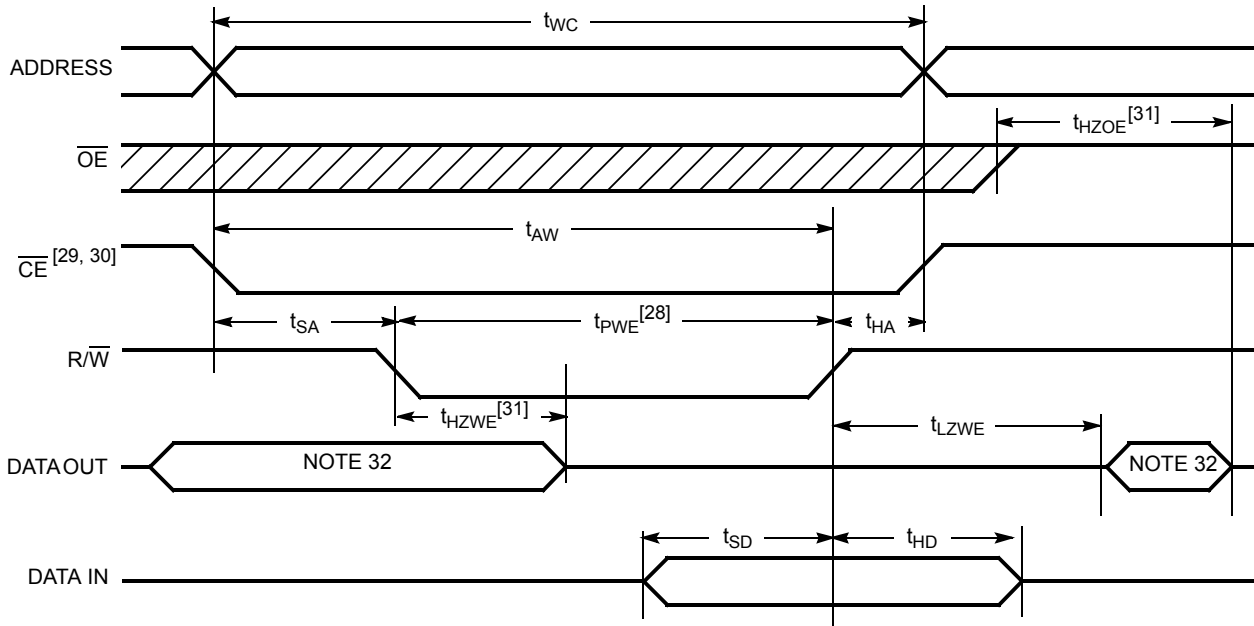 tWC
ADDRESS
tHZOE[31]
OE
tAW
CE [29, 30]
tSA
tPWE[28]
tHA
R/W
tHZWE[31]
tLZWE
DATA OUT
NOTE 32
NOTE 32
tSD
tHD
DATA IN